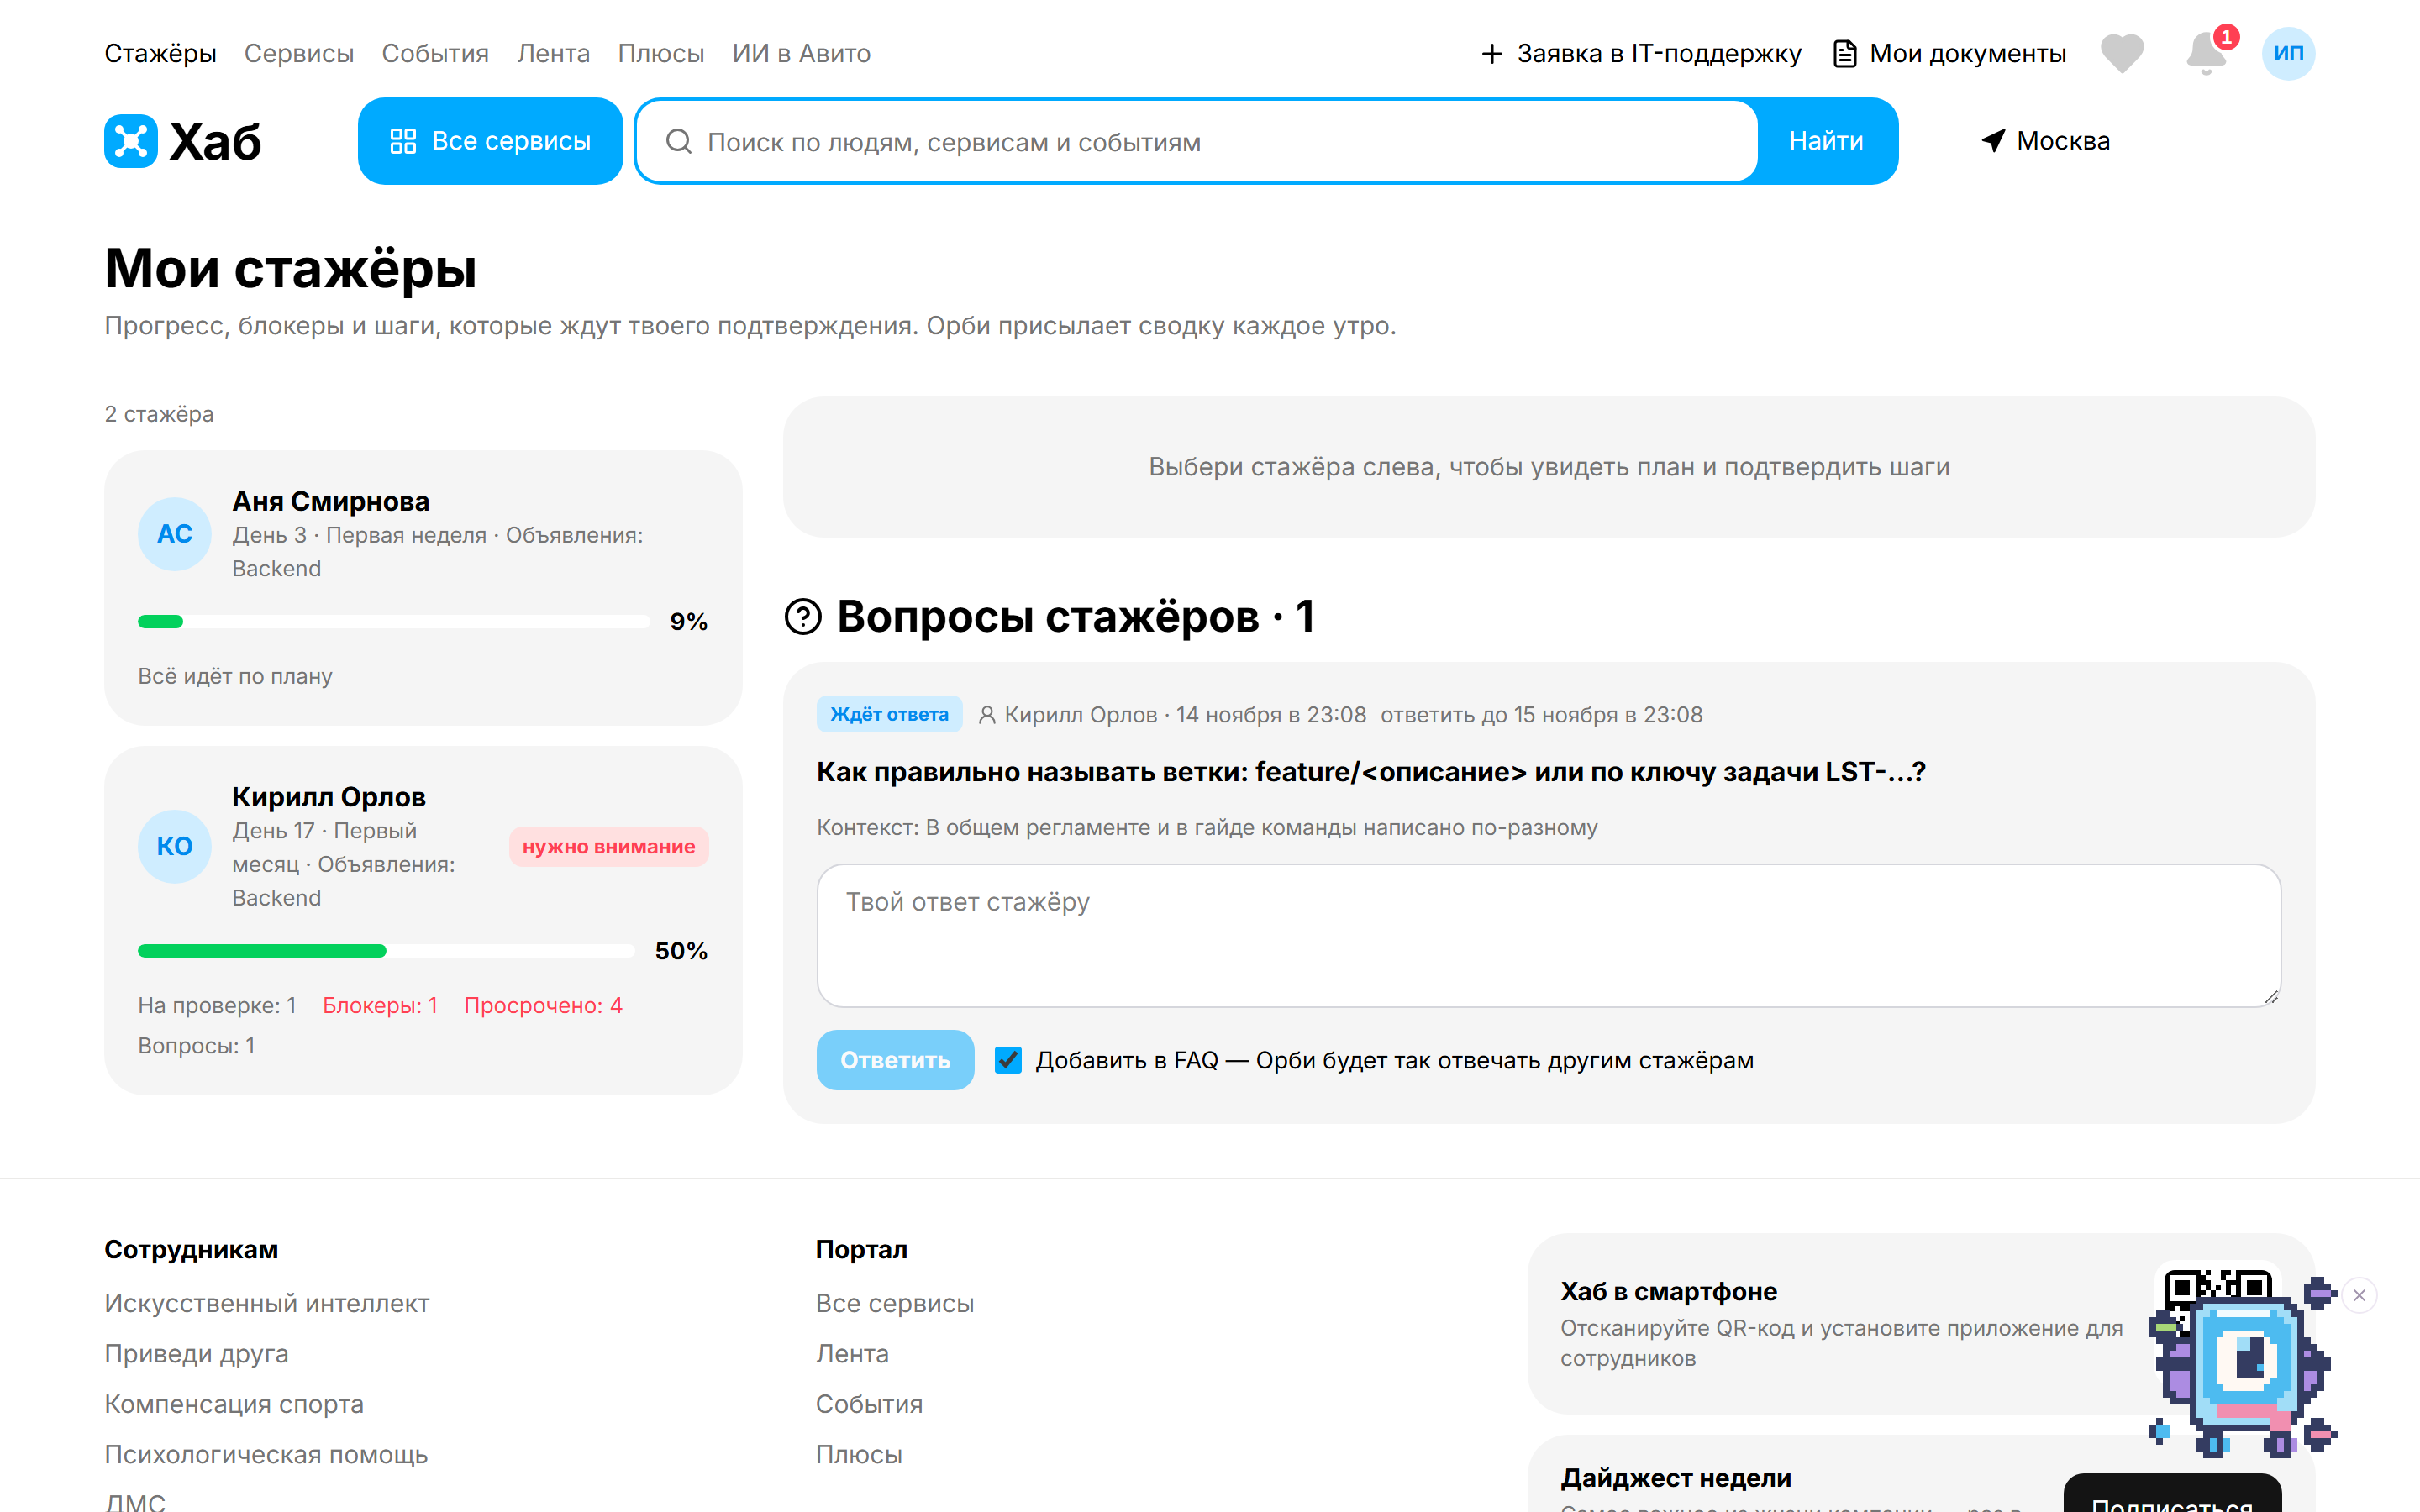 Стажёры Сервисы События Лента Плюсы ИИ в Авито
Заявка в IT-поддержку Мои документы 1 ИП
Хаб Все сервисы Поиск по людям, сервисам и событиям Найти Москва
Мои стажёры
Прогресс, блокеры и шаги, которые ждут твоего подтверждения. Орби присылает сводку каждое утро.
2 стажёра
АС
Аня Смирнова
День 3 · Первая неделя · Объявления:
Backend
9%
Всё идёт по плану
КО
Кирилл Орлов
День 17 · Первый
месяц · Объявления:
Backend
нужно внимание
50%
На проверке: 1 Блокеры: 1 Просрочено: 4
Вопросы: 1
Выбери стажёра слева, чтобы увидеть план и подтвердить шаги
Вопросы стажёров · 1
Ждёт ответа Кирилл Орлов · 14 ноября в 23:08 ответить до 15 ноября в 23:08
Как правильно называть ветки: feature/<описание> или по ключу задачи LST-…?
Контекст: В общем регламенте и в гайде команды написано по-разному
Твой ответ стажёру
Ответить Добавить в FAQ — Орби будет так отвечать другим стажёрам
Сотрудникам
Искусственный интеллект
Приведи друга
Компенсация спорта
Психологическая помощь
ДМС
Портал
Все сервисы
Лента
События
Плюсы
Хаб в смартфоне
Отсканируйте QR-код и установите приложение для
сотрудников
Дайджест недели
Подписаться